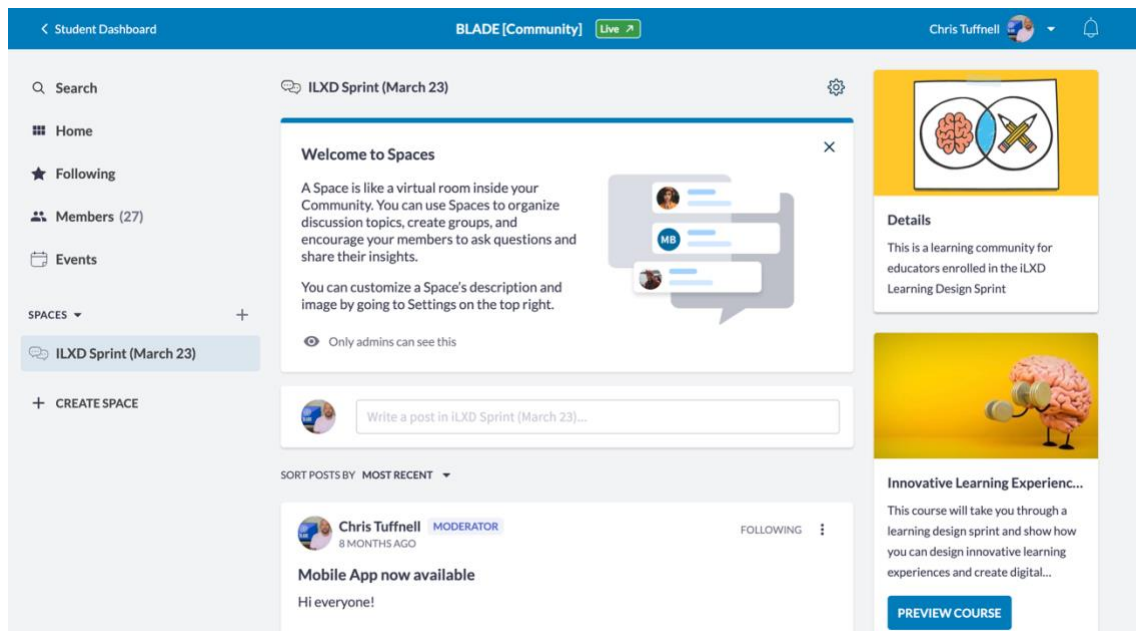 Student Dashboard
BLADE [Community]
Live
Chris Tuffnell
Search
Home
Following
Members (27)
Events
SPACES
ILXD Sprint (March 23)
CREATE SPACE
ILXD Sprint (March 23)
Welcome to Spaces
A Space is like a virtual room inside your
Community. You can use Spaces to organize
discussion topics, create groups, and
encourage your members to ask questions and
share their insights.
You can customize a Space's description and
image by going to Settings on the top right.
Only admins can see this
MB
Write a post in iLXD Sprint (March 23)...
SORT POSTS BY MOST RECENT
Chris Tuffnell MODERATOR
8 MONTHS AGO
FOLLOWING
Mobile App now available
Hi everyone!
Details
This is a learning community for
educators enrolled in the iLXD
Learning Design Sprint
Innovative Learning Experienc...
This course will take you through a
learning design sprint and show how
you can design innovative learning
experiences and create digital...
PREVIEW COURSE